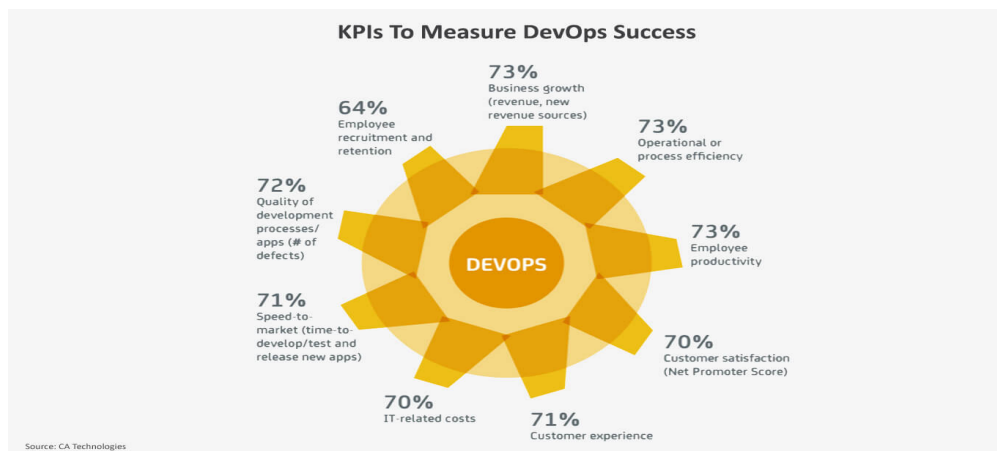 KPIs To Measure DevOps Success
73%
Business growth
(revenue, new
revenue sources)
73%
Operational or
process efficiency
73%
Employee
productivity
70%
Customer satisfaction
(Net Promoter Score)
71%
Customer experience
70%
IT-related costs
71%
Speed-to-
market (time-to-
develop/test and
release new apps)
72%
Quality of
development
processes/
apps (# of
defects)
64%
Employee
recruitment and
retention
DEVOPS
Source: CA Technologies